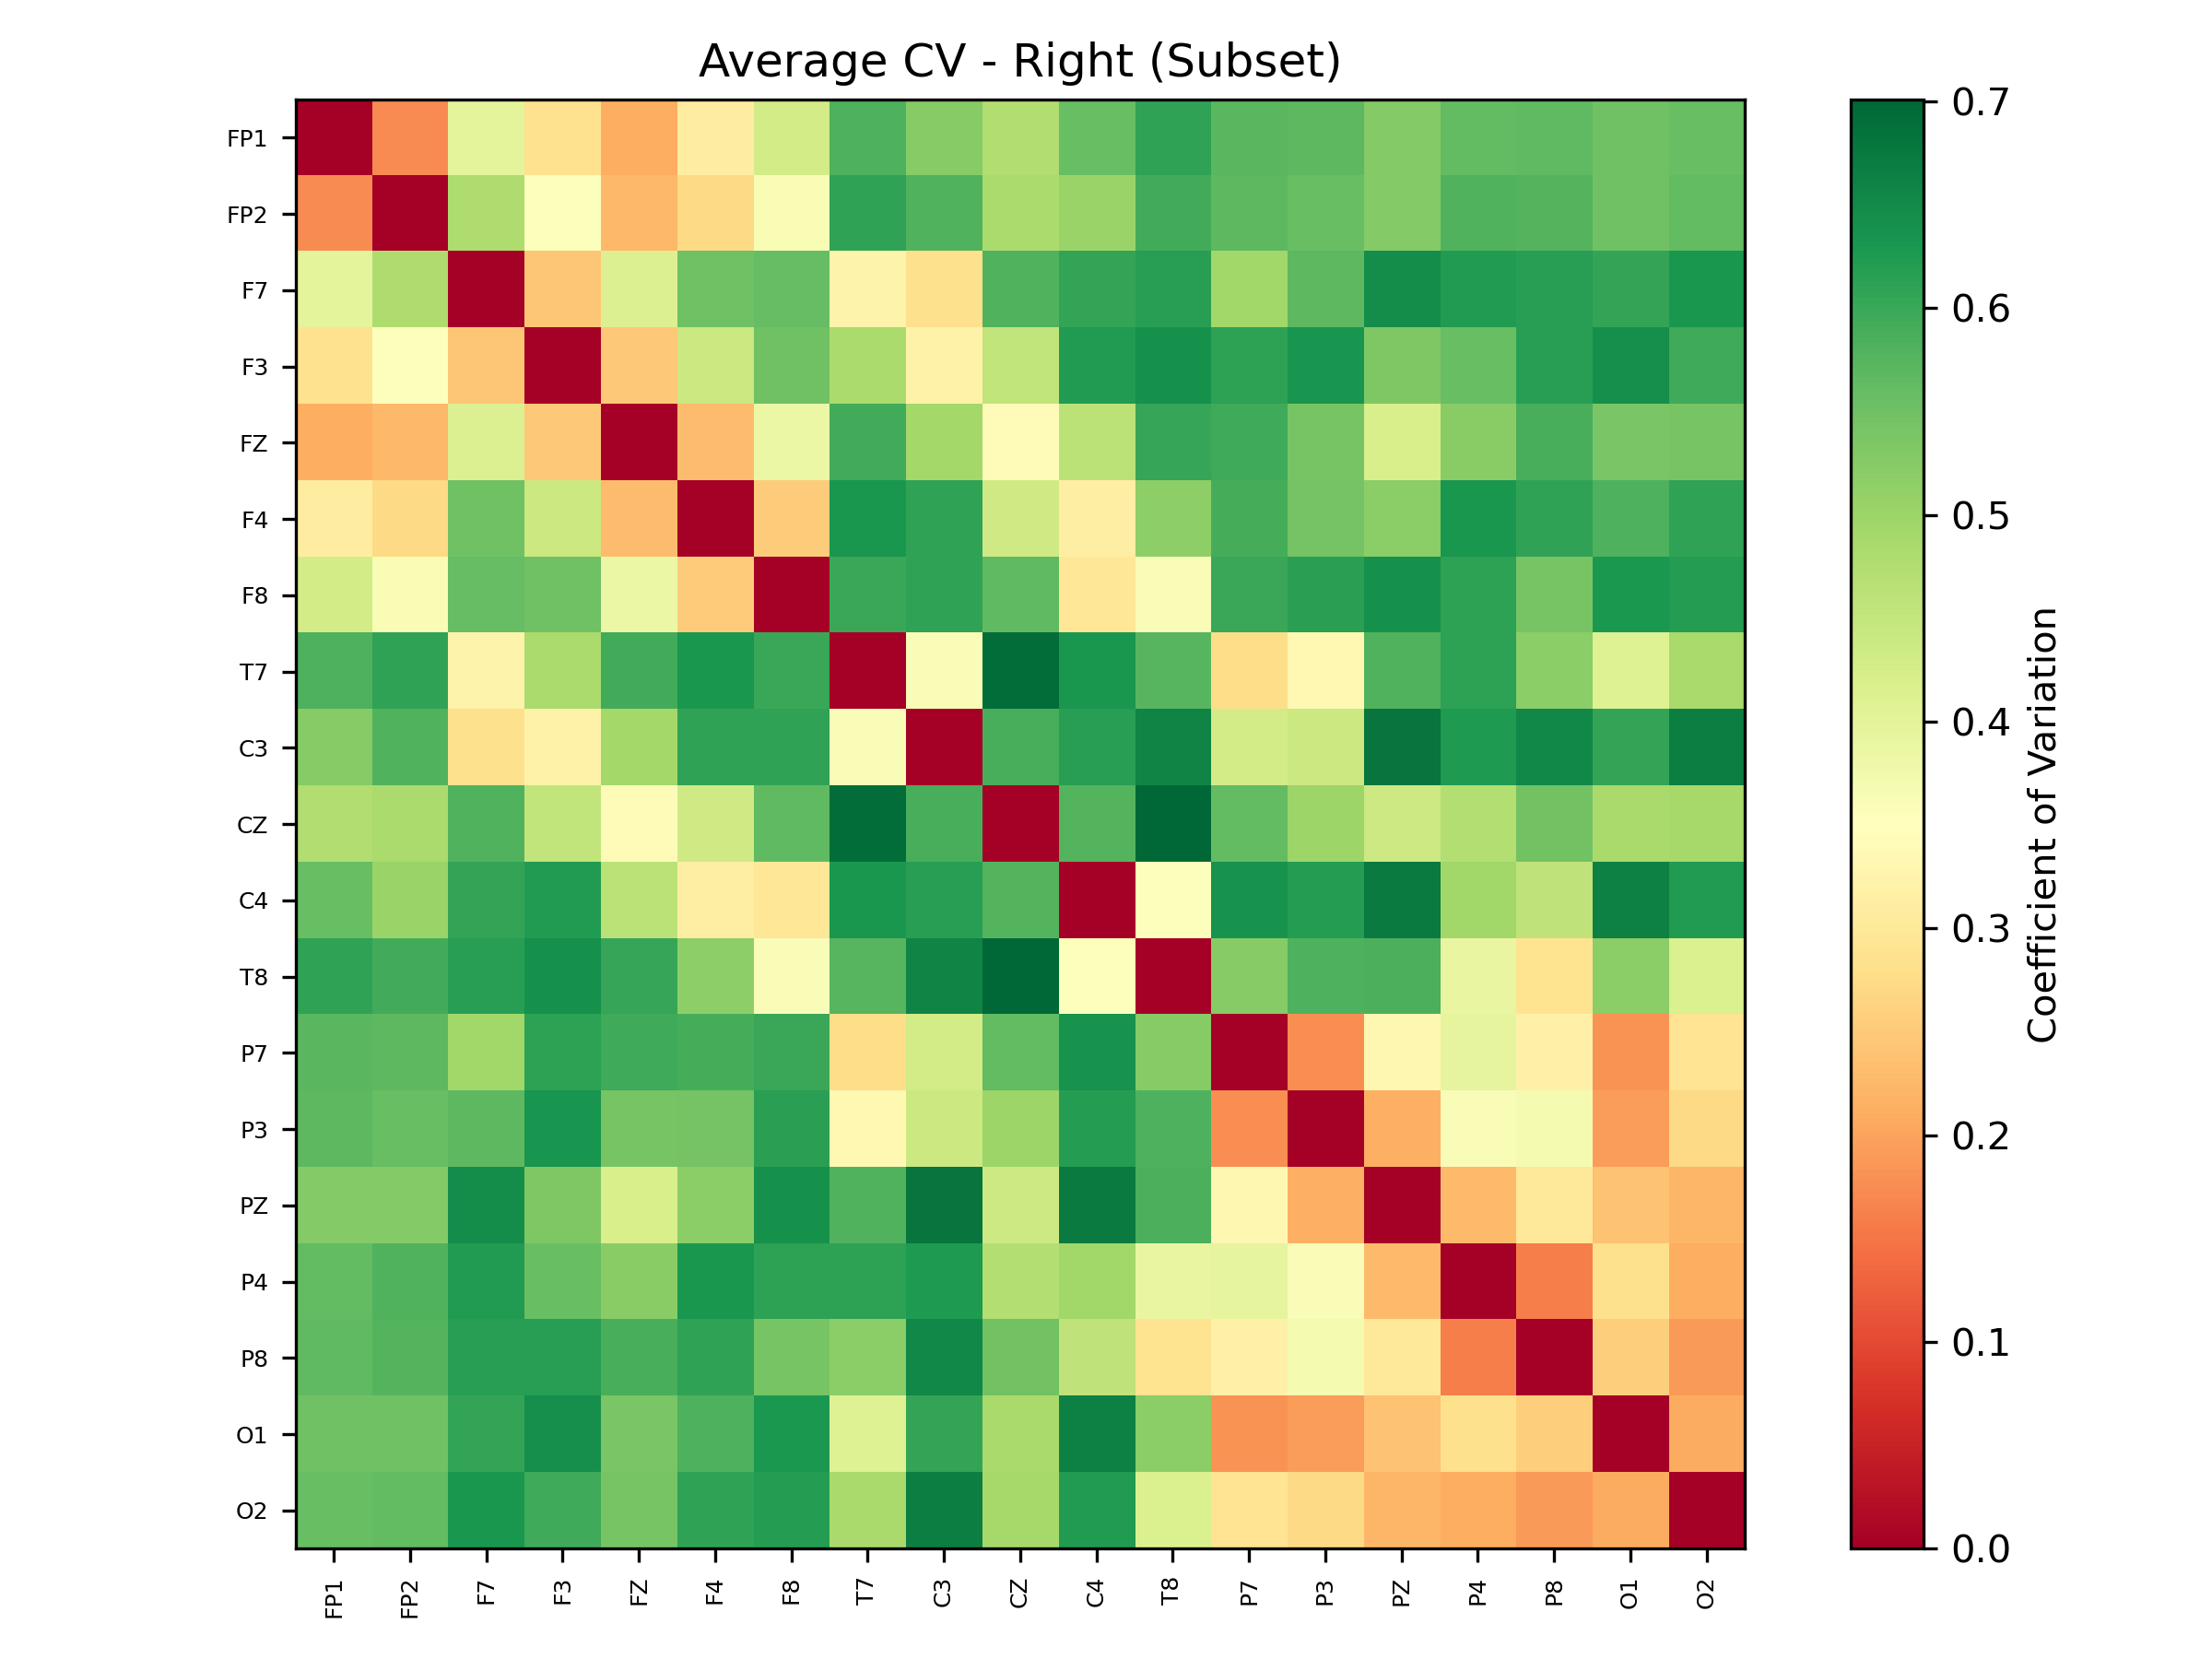 Average CV - Right (Subset)
FP1
FP2
F7
F3
FZ
F4
F8
T7
C3
CZ
C4
T8
P7
P3
PZ
P4
P8
O1
O2
FP1 FP2 F7 F3 FZ F4 F8 T7 C3 CZ C4 T8 P7 P3 PZ P4 P8 O1 O2
0.7
0.6
0.5
0.4
0.3
0.2
0.1
0.0
Coefficient of Variation